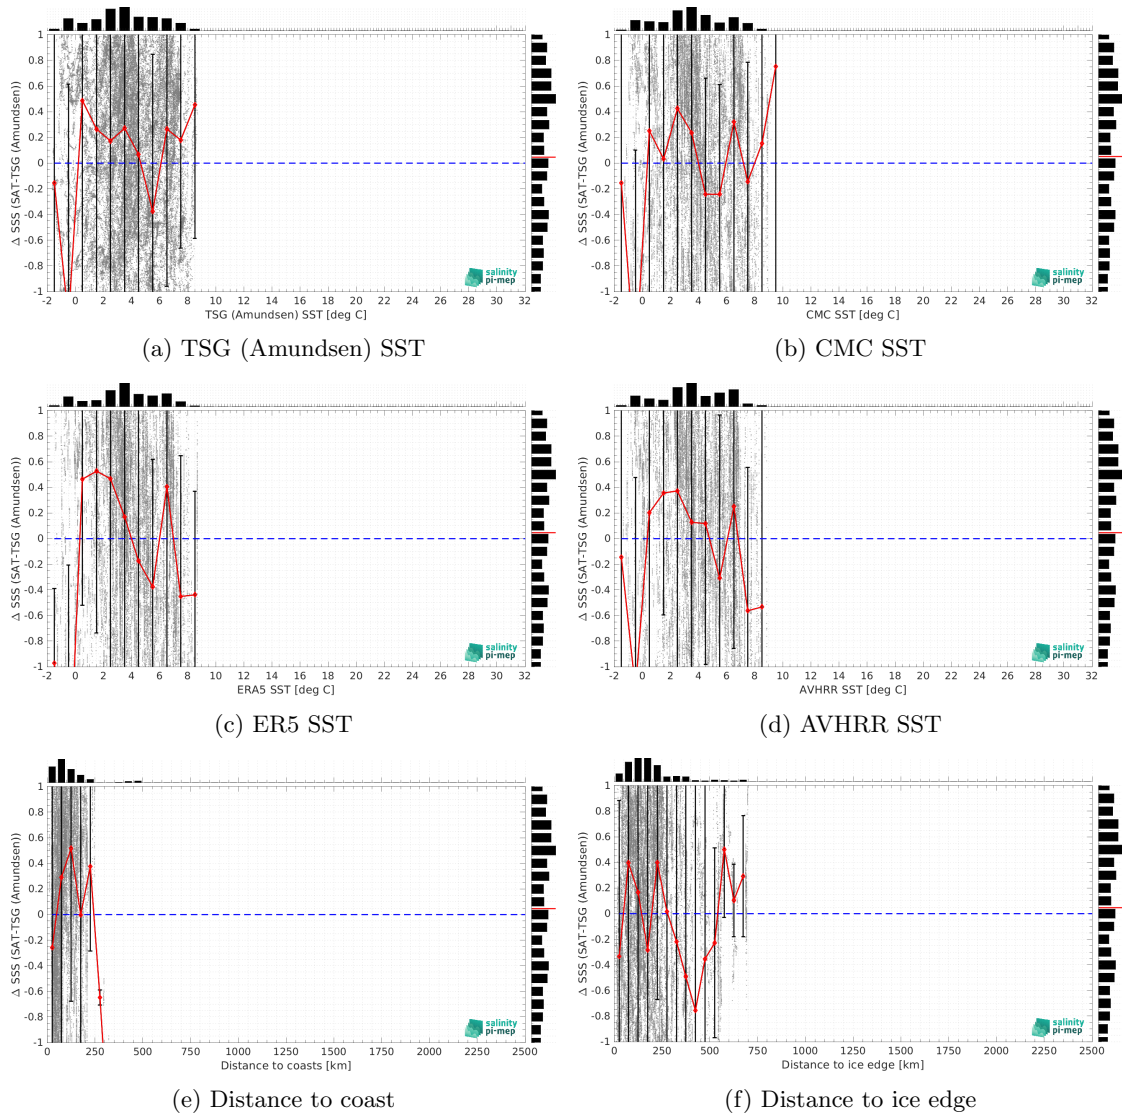 1
0.8
0.6
0.4
0.2
0
-0.2
-0.4
-0.6
-0.8
-1
Δ SSS (SAT-TSG (Amundsen))
salinity
pi-mep
-2 0 2 4 6 8 10 12 14 16 18 20 22 24 26 28 30 32
TSG (Amundsen) SST [deg C]
(a) TSG (Amundsen) SST
1
0.8
0.6
0.4
0.2
0
-0.2
-0.4
-0.6
-0.8
-1
Δ SSS (SAT-TSG (Amundsen))
salinity
pi-mep
-2 0 2 4 6 8 10 12 14 16 18 20 22 24 26 28 30 32
CMC SST [deg C]
(b) CMC SST
1
0.8
0.6
0.4
0.2
0
-0.2
-0.4
-0.6
-0.8
-1
Δ SSS (SAT-TSG (Amundsen))
salinity
pi-mep
-2 0 2 4 6 8 10 12 14 16 18 20 22 24 26 28 30 32
ERA5 SST [deg C]
(c) ER5 SST
1
0.8
0.6
0.4
0.2
0
-0.2
-0.4
-0.6
-0.8
-1
Δ SSS (SAT-TSG (Amundsen))
salinity
pi-mep
-2 0 2 4 6 8 10 12 14 16 18 20 22 24 26 28 30 32
AVHRR SST [deg C]
(d) AVHRR SST
1
0.8
0.6
0.4
0.2
0
-0.2
-0.4
-0.6
-0.8
-1
Δ SSS (SAT-TSG (Amundsen))
salinity
pi-mep
0 250 500 750 1000 1250 1500 1750 2000 2250 2500
Distance to coasts [km]
(e) Distance to coast
1
0.8
0.6
0.4
0.2
0
-0.2
-0.4
-0.6
-0.8
-1
Δ SSS (SAT-TSG (Amundsen))
salinity
pi-mep
0 250 500 750 1000 1250 1500 1750 2000 2250 2500
Distance to ice edge [km]
(f) Distance to ice edge